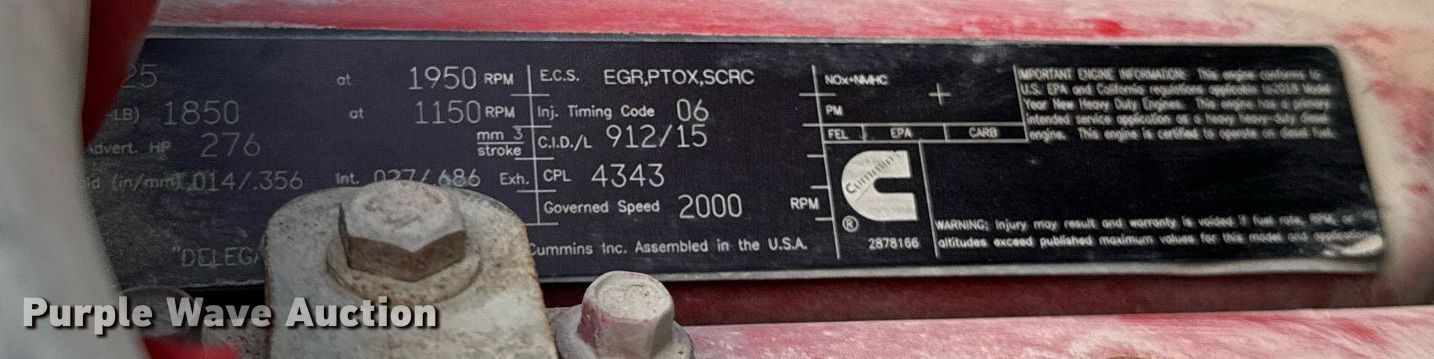 25 at 1950 RPM
LB) 1850 at 1150 RPM
Advert. HP 276 mm 3 stroke
(in/mm) .014/.356 Int. .027/.686 Exh.
"DELEGA
E.C.S. EGR,PTOX,SCRC
Inj. Timing Code 06
C.I.D./L 912/15
CPL 4343
Governed Speed 2000 RPM
Cummins Inc. Assembled in the U.S.A.
NOx+NMHC
PM
FEL EPA CARB
Cummins
®
2878166
IMPORTANT ENGINE INFORMATION: This engine conforms to
U.S. EPA and California regulations applicable to 2018 Model
Year New Heavy Duty Engines. This engine has a primary
intended service application as a heavy heavy-duty diesel
engine. This engine is certified to operate on diesel fuel.
WARNING: Injury may result and warranty is voided if fuel rate, RPM, or
altitudes exceed published maximum values for this model and application
Purple Wave Auction